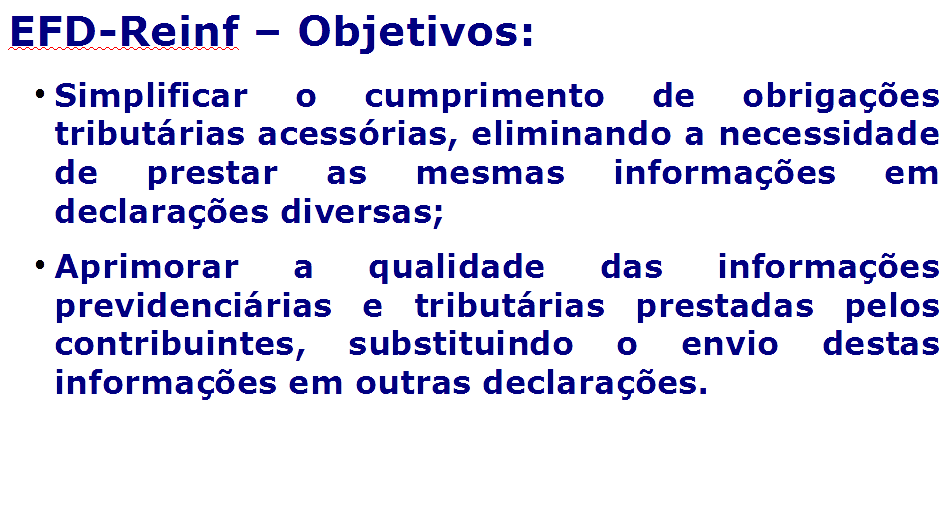 EFD-Reinf – Objetivos:
• Simplificar o cumprimento de obrigações
tributárias acessórias, eliminando a necessidade
de prestar as mesmas informações em
declarações diversas;
• Aprimorar a qualidade das informações
previdenciárias e tributárias prestadas pelos
contribuintes, substituindo o envio destas
informações em outras declarações.